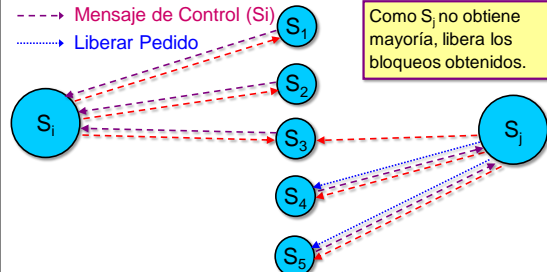 Mensaje de Control (Si)
Liberar Pedido
Como Sj no obtiene
mayoría, libera los
bloqueos obtenidos.
S1
S2
Si
S3
Sj
S4
S5